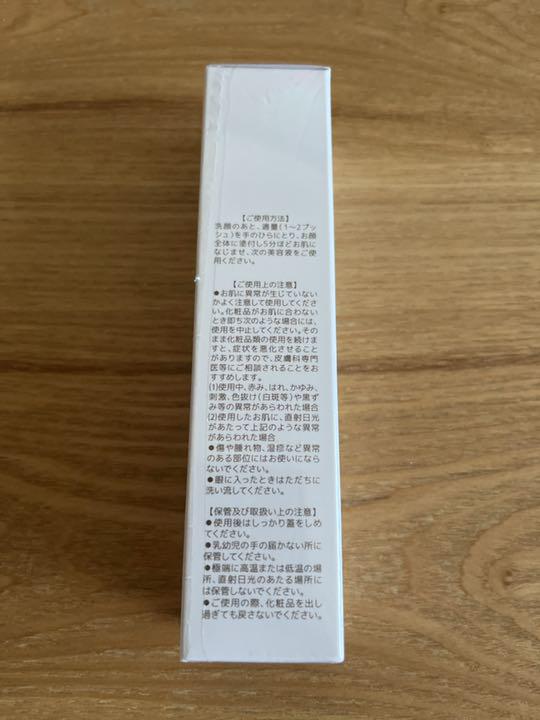 【ご使用方法】
洗顔のあと、適量(1〜2プッ
シュ)を手のひらにとり、お顔
全体に塗付し5分ほどお肌に
なじませ、次の美容液をご使
用ください。
【ご使用上の注意】
●お肌に異常が生じていない
かよく注意して使用してくださ
い。化粧品がお肌に合わない
とき即ち次のような場合には、
使用を中止してください。その
まま化粧品類の使用を続けま
すと、症状を悪化させること
がありますので、皮膚科専門
医等にご相談されることをお
すすめします。
(1)使用中、赤み、はれ、かゆみ、
刺激、色抜け(白斑等)や黒ず
み等の異常があらわれた場合
(2)使用したお肌に、直射日光
があたって上記のような異常
があらわれた場合
●傷や腫れ物、湿疹など異常
のある部位にはお使いになら
ないでください。
●眼に入ったときはただちに
洗い流してください。
【保管及び取扱い上の注意】
●使用後はしっかり蓋をしめ
てください。
●乳幼児の手の届かない所に
保管してください。
●極端に高温または低温の場
所、直射日光のあたる場所に
は保管しないでください。
●ご使用の際、化粧品を出し
過ぎても戻さないでください。